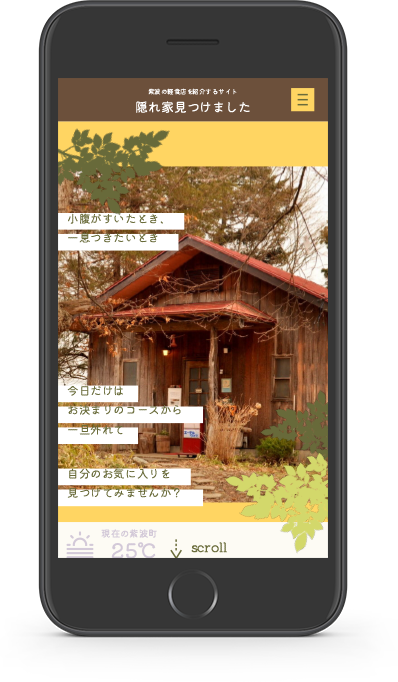 紫波の軽食店を紹介するサイト
隠れ家見つけました
小腹がすいたとき、
一息つきたいとき
今日だけは
お決まりのコースから
一旦外れて
自分のお気に入りを
見つけてみませんか？
現在の紫波町
25℃
scroll